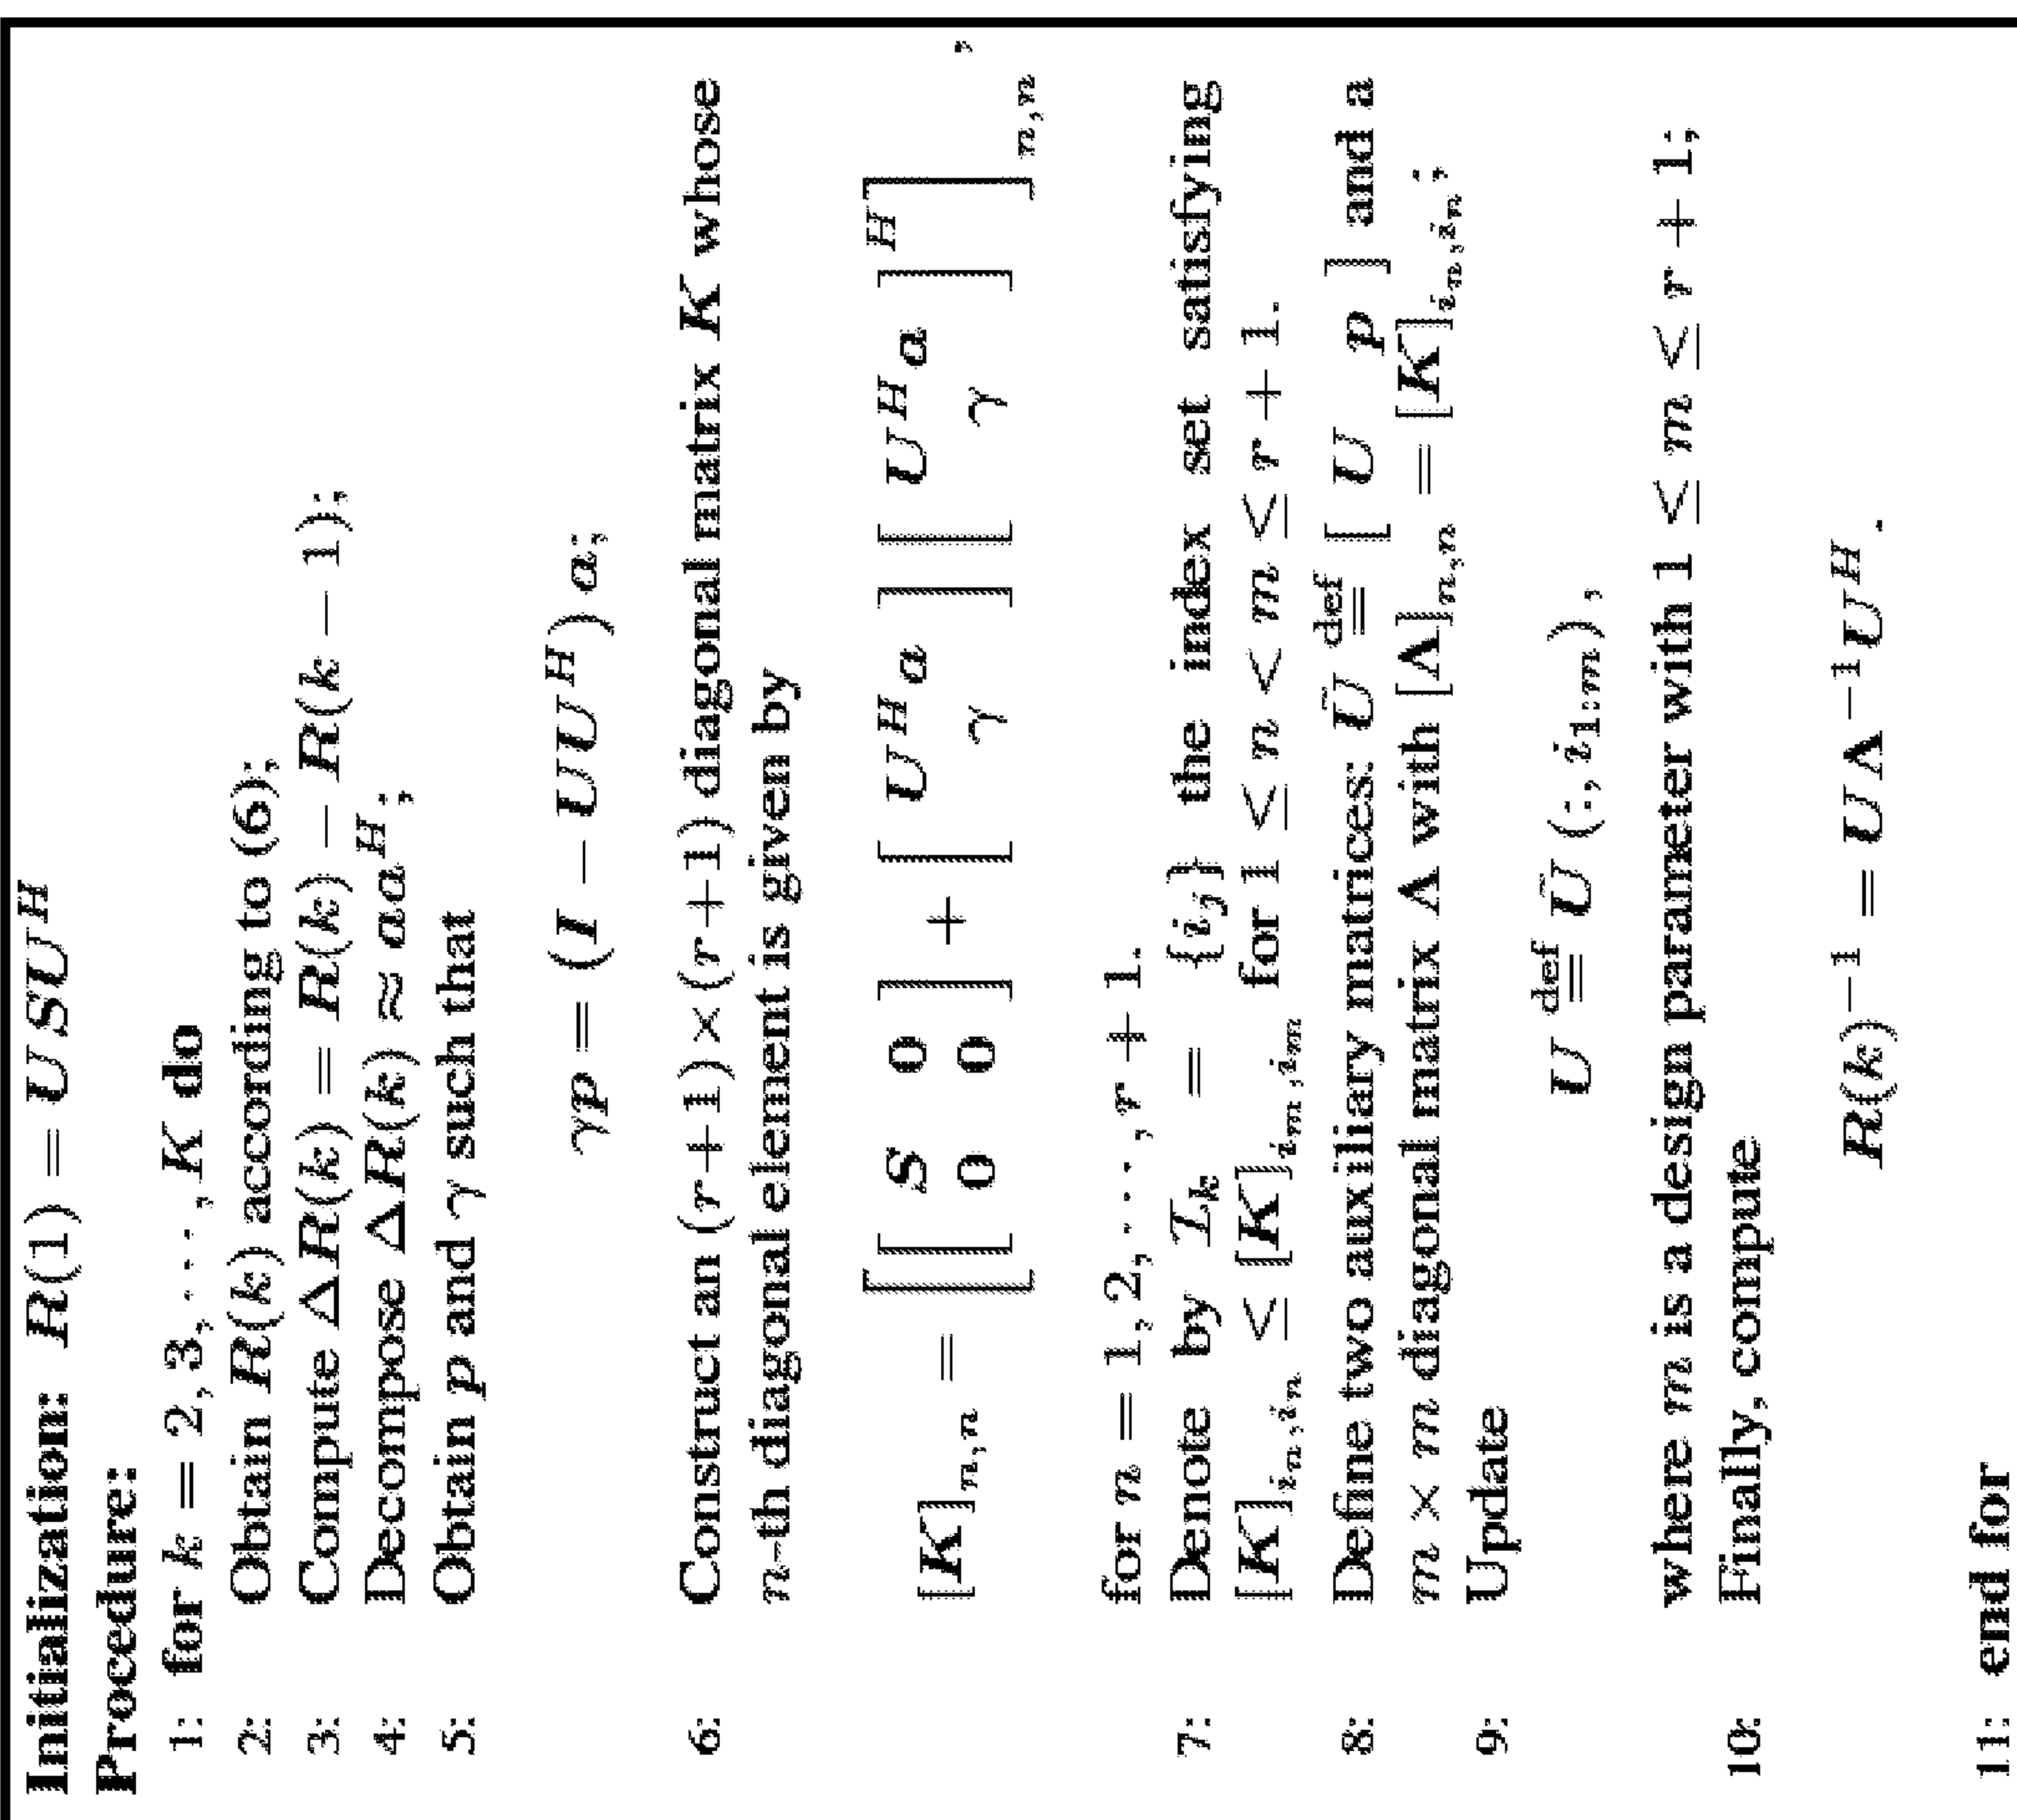 Initialization: R(1) = USU^H
Procedure:
1: for k = 2, 3, ⋯, K do
2: Obtain R(k) according to (6);
3: Compute ΔR(k) = R(k) − R(k − 1);
4: Decompose ΔR(k) ≈ aa^H;
5: Obtain p and γ such that
γp = (I − UU^H) a;
6: Construct an (r+1)×(r+1) diagonal matrix K whose
n-th diagonal element is given by
[K]_{n,n} = [ [ S 0 ; 0 0 ] + [ U^H a ; γ ] [ U^H a ; γ ]^H ]_{n,n},
for n = 1, 2, ⋯, r + 1.
7: Denote by I_k = {i_j} the index set satisfying
[K]_{i_n,i_n} ≤ [K]_{i_m,i_m} for 1 ≤ n < m ≤ r + 1.
8: Define two auxiliary matrices: Ū def= [ U p ] and a
m × m diagonal matrix Λ with [Λ]_{n,n} = [K]_{i_n,i_n};
9: Update
U def= Ū (:, i_{1:m}),
where m is a design parameter with 1 ≤ m ≤ r + 1;
10: Finally, compute
R(k)^{−1} = UΛ^{−1}U^H.
11: end for